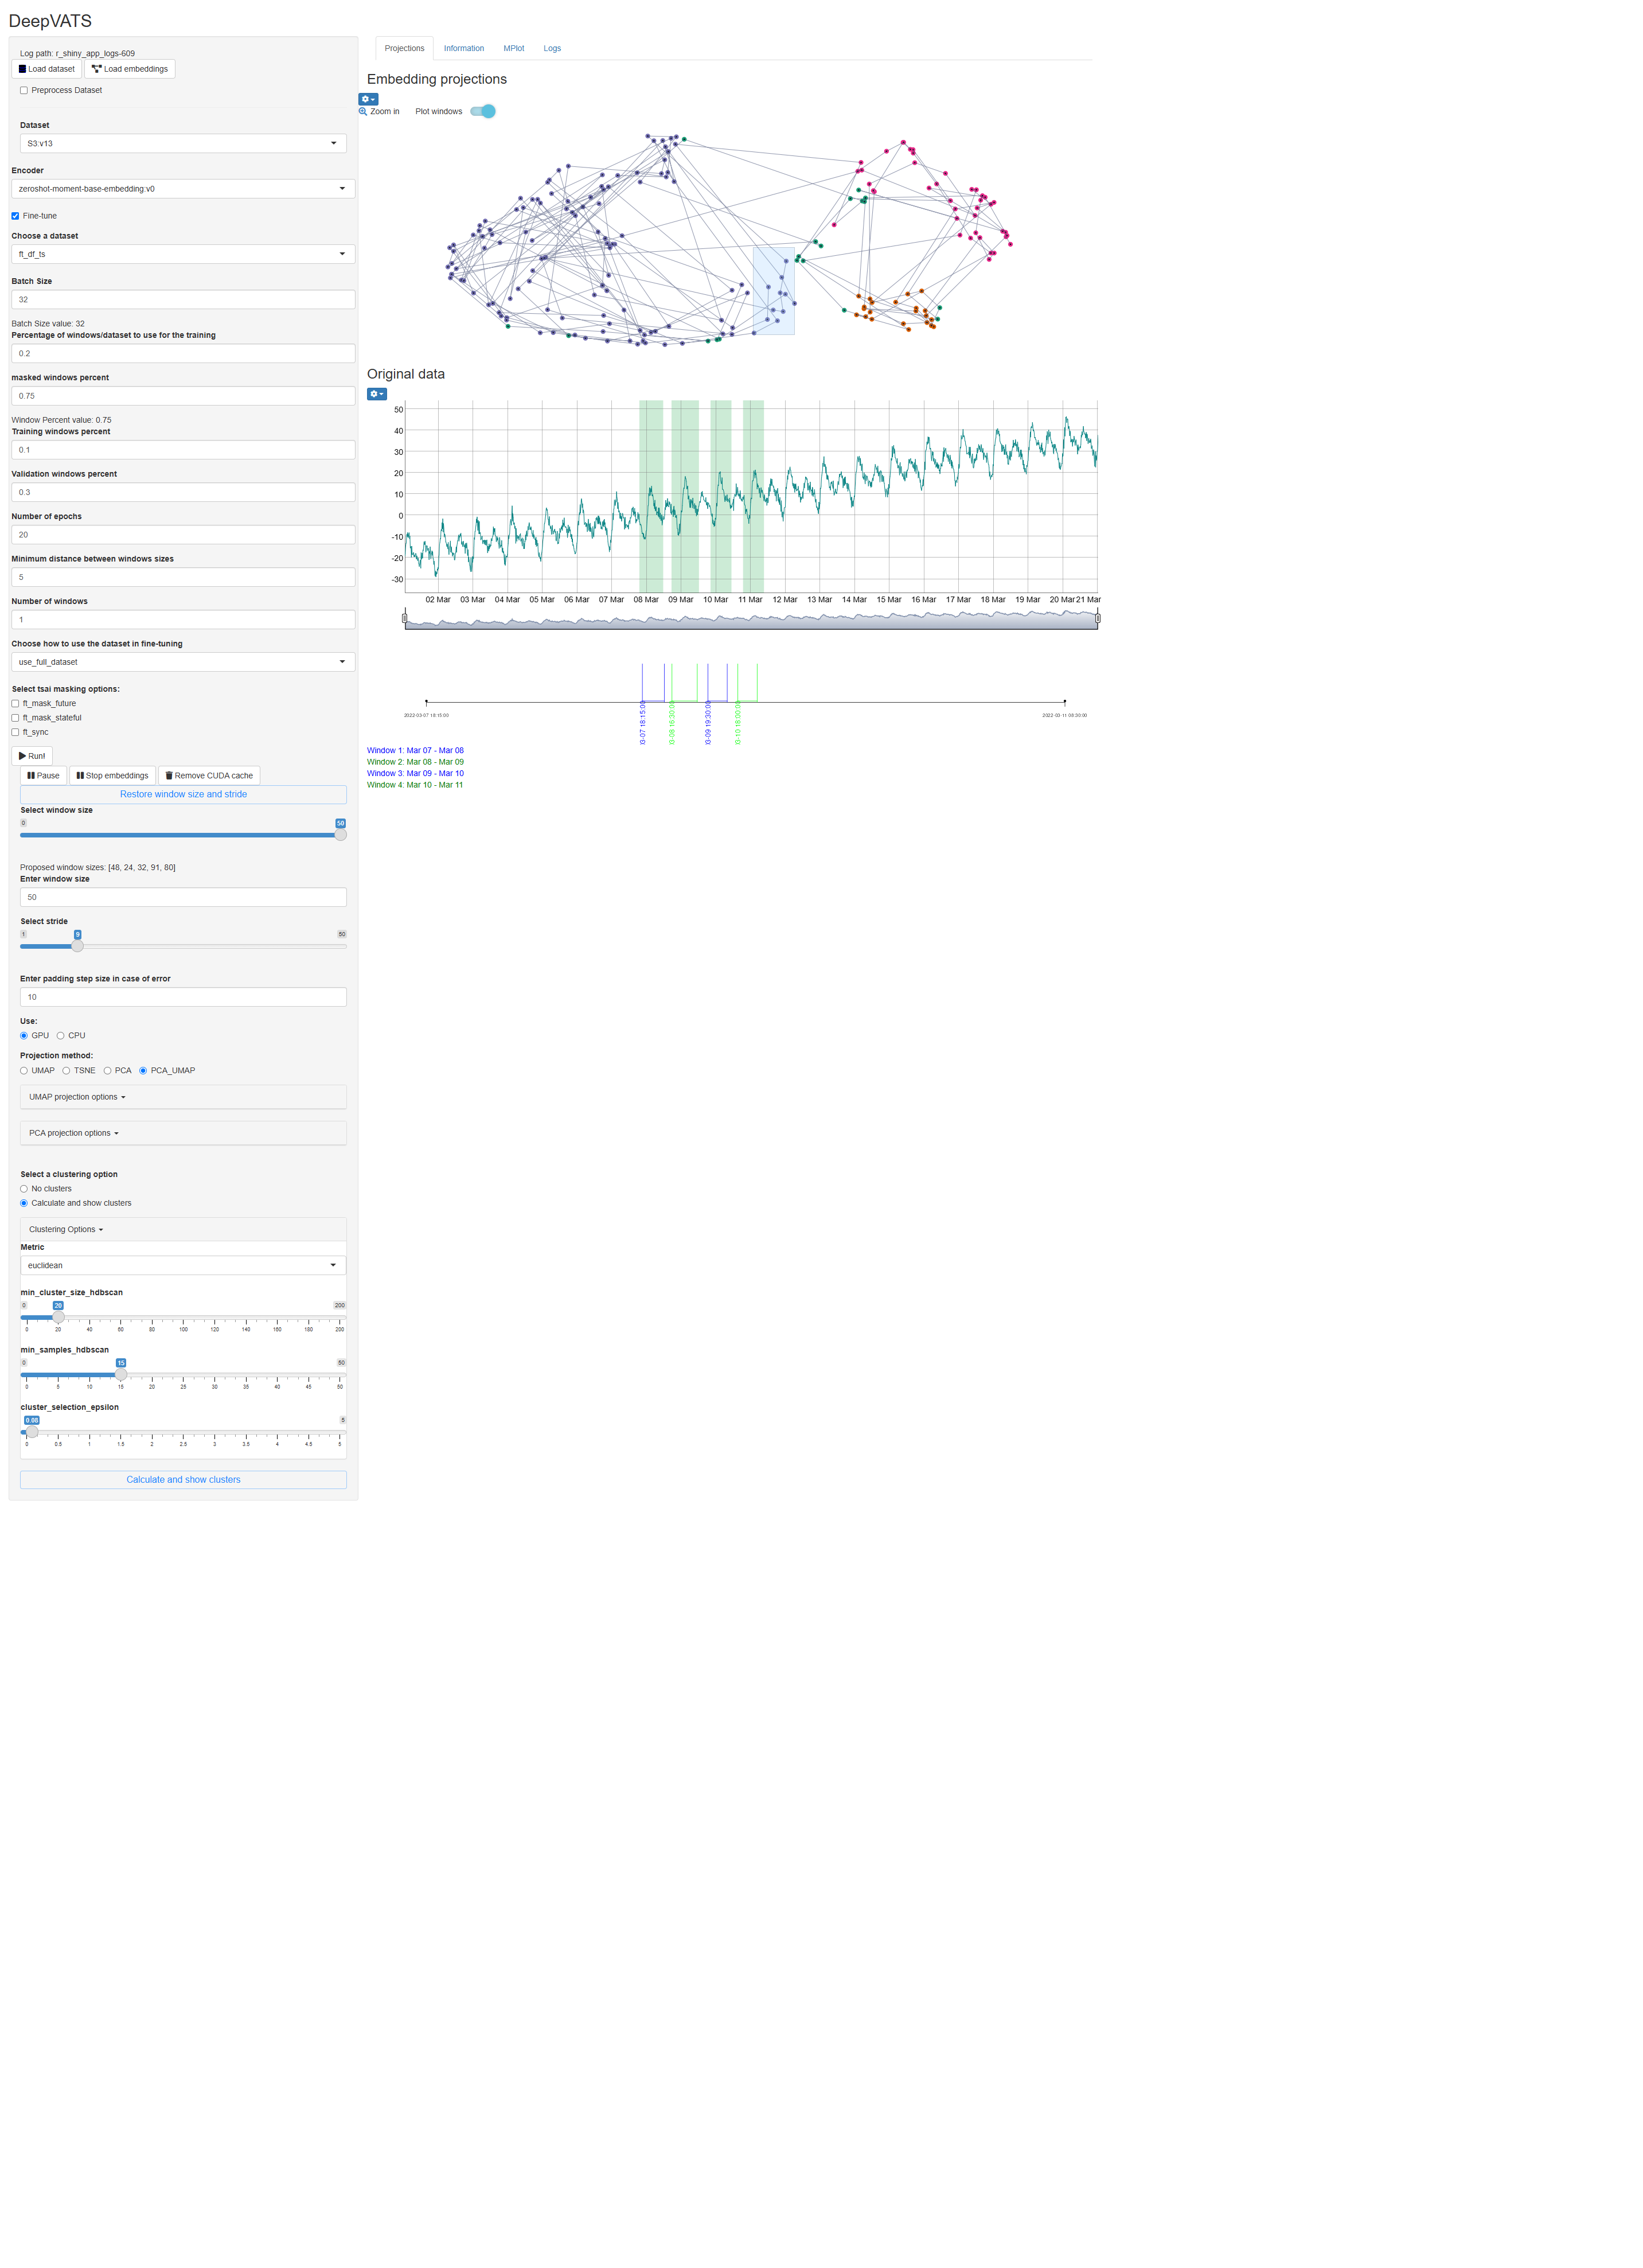 DeepVATS
Log path: r_shiny_app_logs-609
Load dataset Load embeddings
Preprocess Dataset
Dataset
S3:v13
Encoder
zeroshot-moment-base-embedding:v0
Fine-tune
Choose a dataset
ft_df_ts
Batch Size
32
Batch Size value: 32
Percentage of windows/dataset to use for the training
0.2
masked windows percent
0.75
Window Percent value: 0.75
Training windows percent
0.1
Validation windows percent
0.3
Number of epochs
20
Minimum distance between windows sizes
5
Number of windows
1
Choose how to use the dataset in fine-tuning
use_full_dataset
Select tsai masking options:
ft_mask_future
ft_mask_stateful
ft_sync
Run!
Pause Stop embeddings Remove CUDA cache
Restore window size and stride
Select window size
0 50
Proposed window sizes: [48, 24, 32, 91, 80]
Enter window size
50
Select stride
1 9 50
Enter padding step size in case of error
10
Use:
GPU CPU
Projection method:
UMAP TSNE PCA PCA_UMAP
UMAP projection options
PCA projection options
Select a clustering option
No clusters
Calculate and show clusters
Clustering Options
Metric
euclidean
min_cluster_size_hdbscan
0 20 200
0 20 40 60 80 100 120 140 160 180 200
min_samples_hdbscan
0 15 50
0 5 10 15 20 25 30 35 40 45 50
cluster_selection_epsilon
0.08 5
0 0.5 1 1.5 2 2.5 3 3.5 4 4.5 5
Calculate and show clusters
Projections Information MPlot Logs
Embedding projections
Zoom in Plot windows
Original data
50
40
30
20
10
0
-10
-20
-30
02 Mar 03 Mar 04 Mar 05 Mar 06 Mar 07 Mar 08 Mar 09 Mar 10 Mar 11 Mar 12 Mar 13 Mar 14 Mar 15 Mar 16 Mar 17 Mar 18 Mar 19 Mar 20 Mar 21 Mar
2022-03-07 18:15:00 2022-03-11 08:30:00
3-07 18:15:00
3-08 16:30:00
3-09 19:30:00
3-10 18:00:00
Window 1: Mar 07 - Mar 08
Window 2: Mar 08 - Mar 09
Window 3: Mar 09 - Mar 10
Window 4: Mar 10 - Mar 11